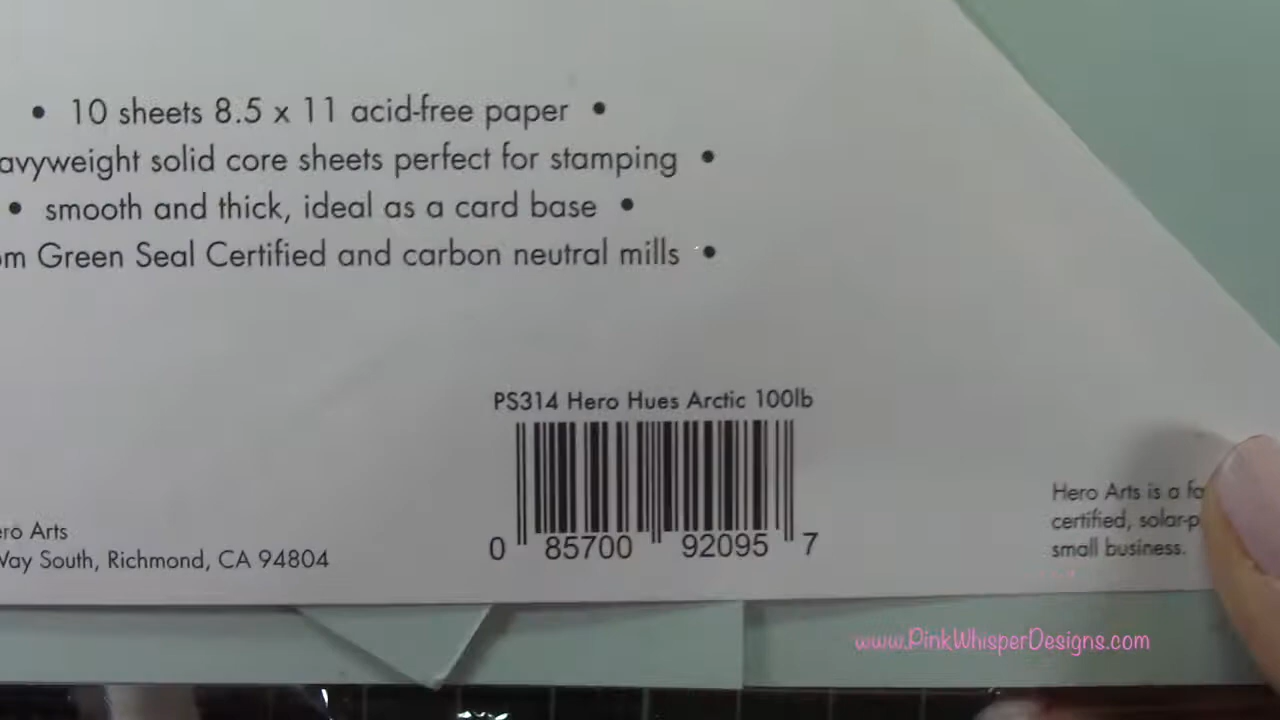 • 10 sheets 8.5 x 11 acid-free paper •
avyweight solid core sheets perfect for stamping •
• smooth and thick, ideal as a card base •
om Green Seal Certified and carbon neutral mills •
PS314 Hero Hues Arctic 100lb
0 85700 92095 7
ero Arts
Way South, Richmond, CA 94804
Hero Arts is a fa
certified, solar-p
small business.
www.PinkWhisperDesigns.com